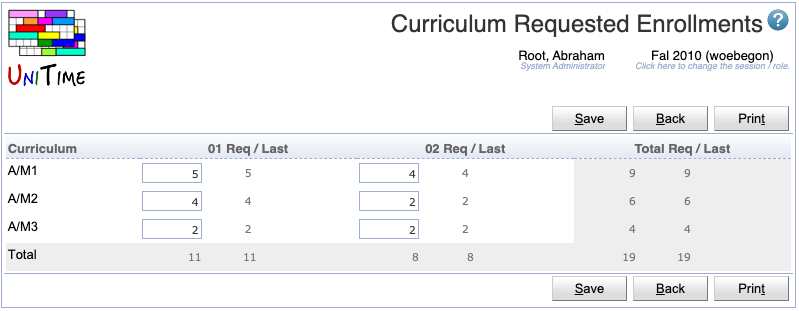 Curriculum Requested Enrollments ?
UniTime
Root, Abraham Fal 2010 (woebegon)
System Administrator Click here to change the session / role.
Save Back Print
Curriculum 01 Req / Last 02 Req / Last Total Req / Last
A/M1 5 5 4 4 9 9
A/M2 4 4 2 2 6 6
A/M3 2 2 2 2 4 4
Total 11 11 8 8 19 19
Save Back Print